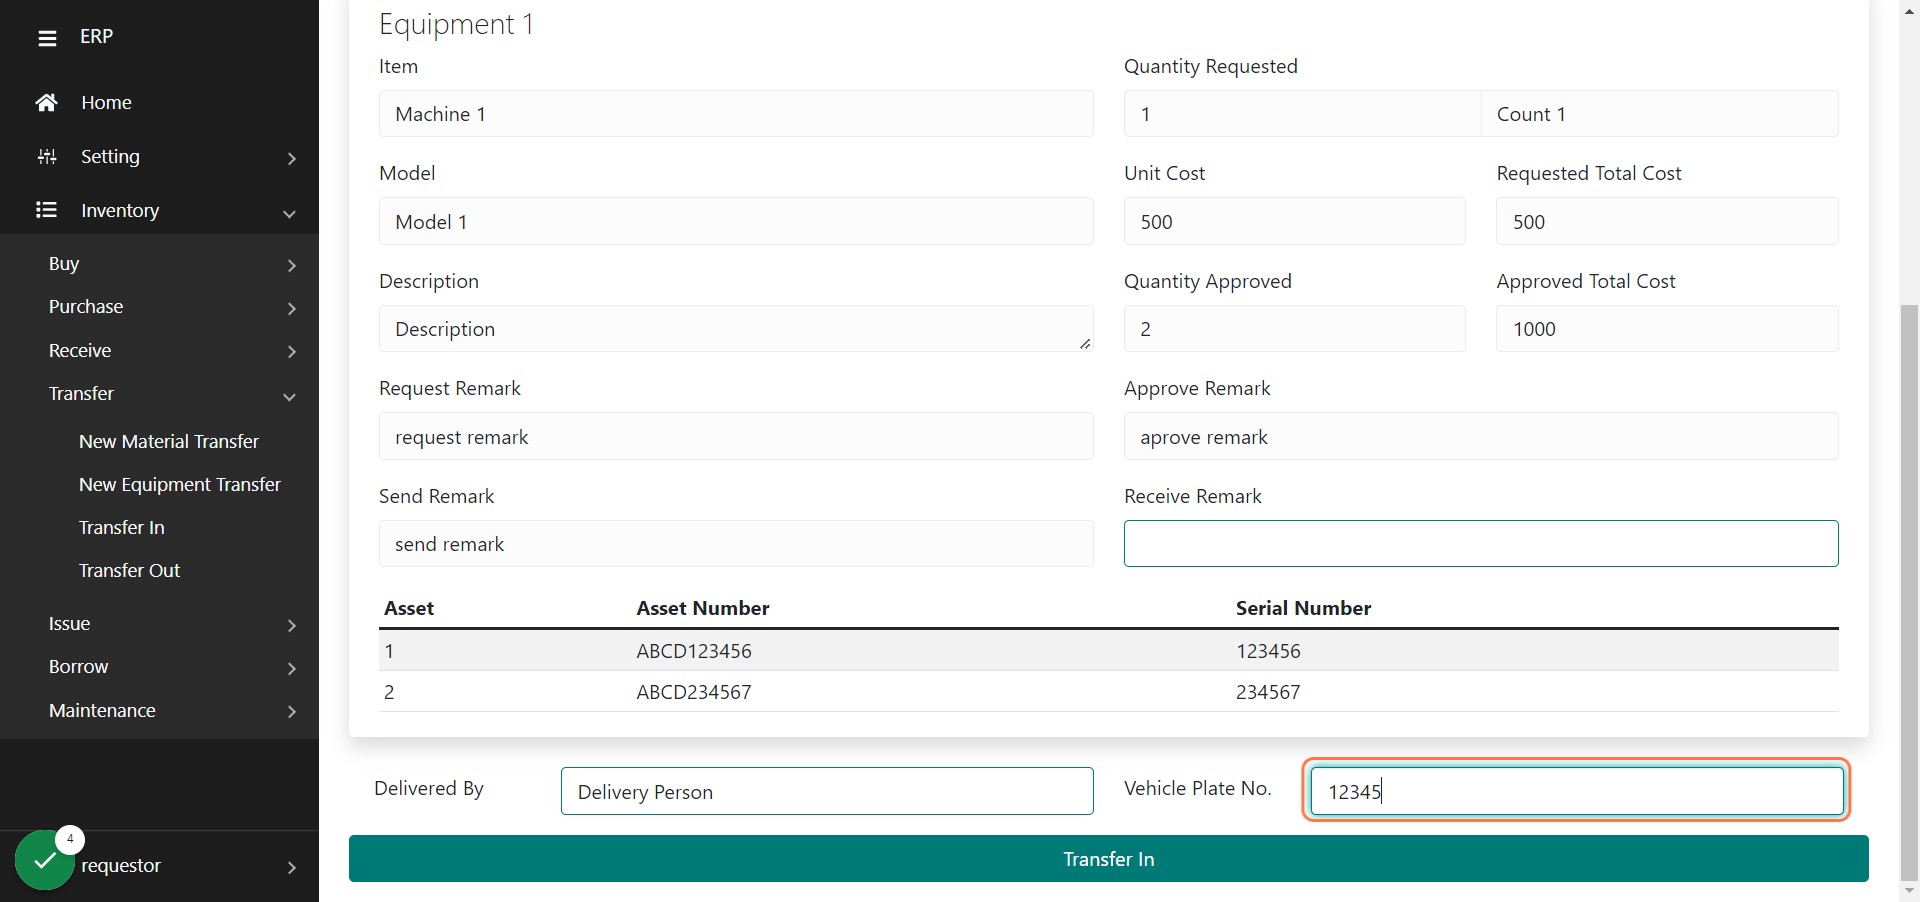 ERP
Home
Setting
Inventory
Buy
Purchase
Receive
Transfer
New Material Transfer
New Equipment Transfer
Transfer In
Transfer Out
Issue
Borrow
Maintenance
4
requestor
Equipment 1
Item
Quantity Requested
Machine 1
1
Count 1
Model
Unit Cost
Requested Total Cost
Model 1
500
500
Description
Quantity Approved
Approved Total Cost
Description
2
1000
Request Remark
Approve Remark
request remark
aprove remark
Send Remark
Receive Remark
send remark
Asset Asset Number Serial Number
1 ABCD123456 123456
2 ABCD234567 234567
Delivered By
Delivery Person
Vehicle Plate No.
12345
Transfer In